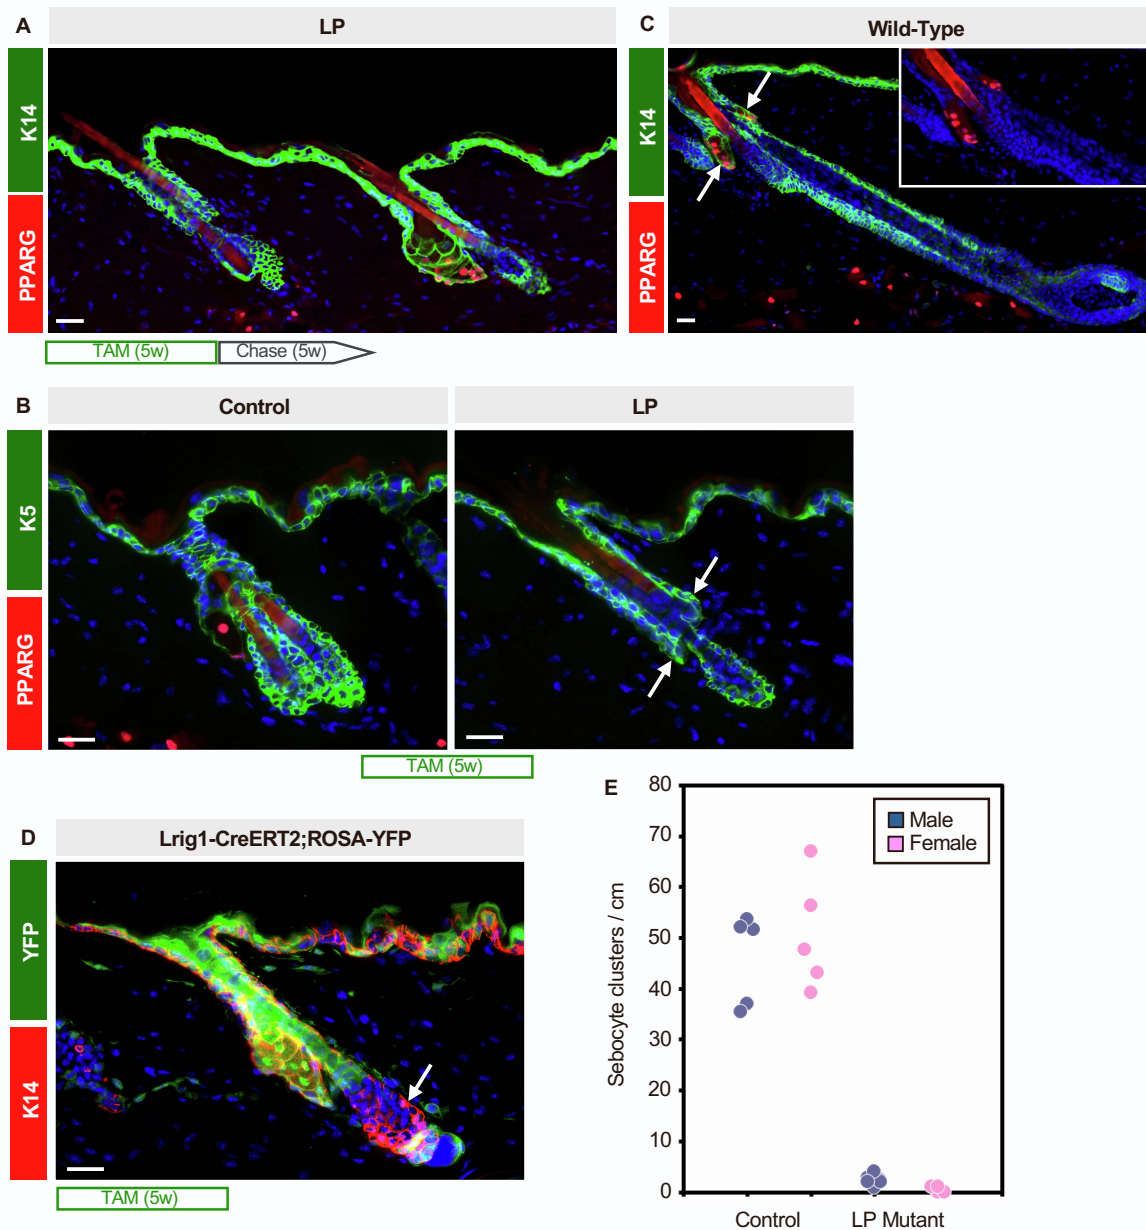 A
LP
K14
PPARG
TAM (5w)
Chase (5w)
C
Wild-Type
K14
PPARG
B
Control
LP
K5
PPARG
TAM (5w)
D
Lrig1-CreERT2;ROSA-YFP
YFP
K14
TAM (5w)
E
80
70
60
50
40
30
20
10
0
Sebocyte clusters / cm
Male
Female
Control
LP Mutant